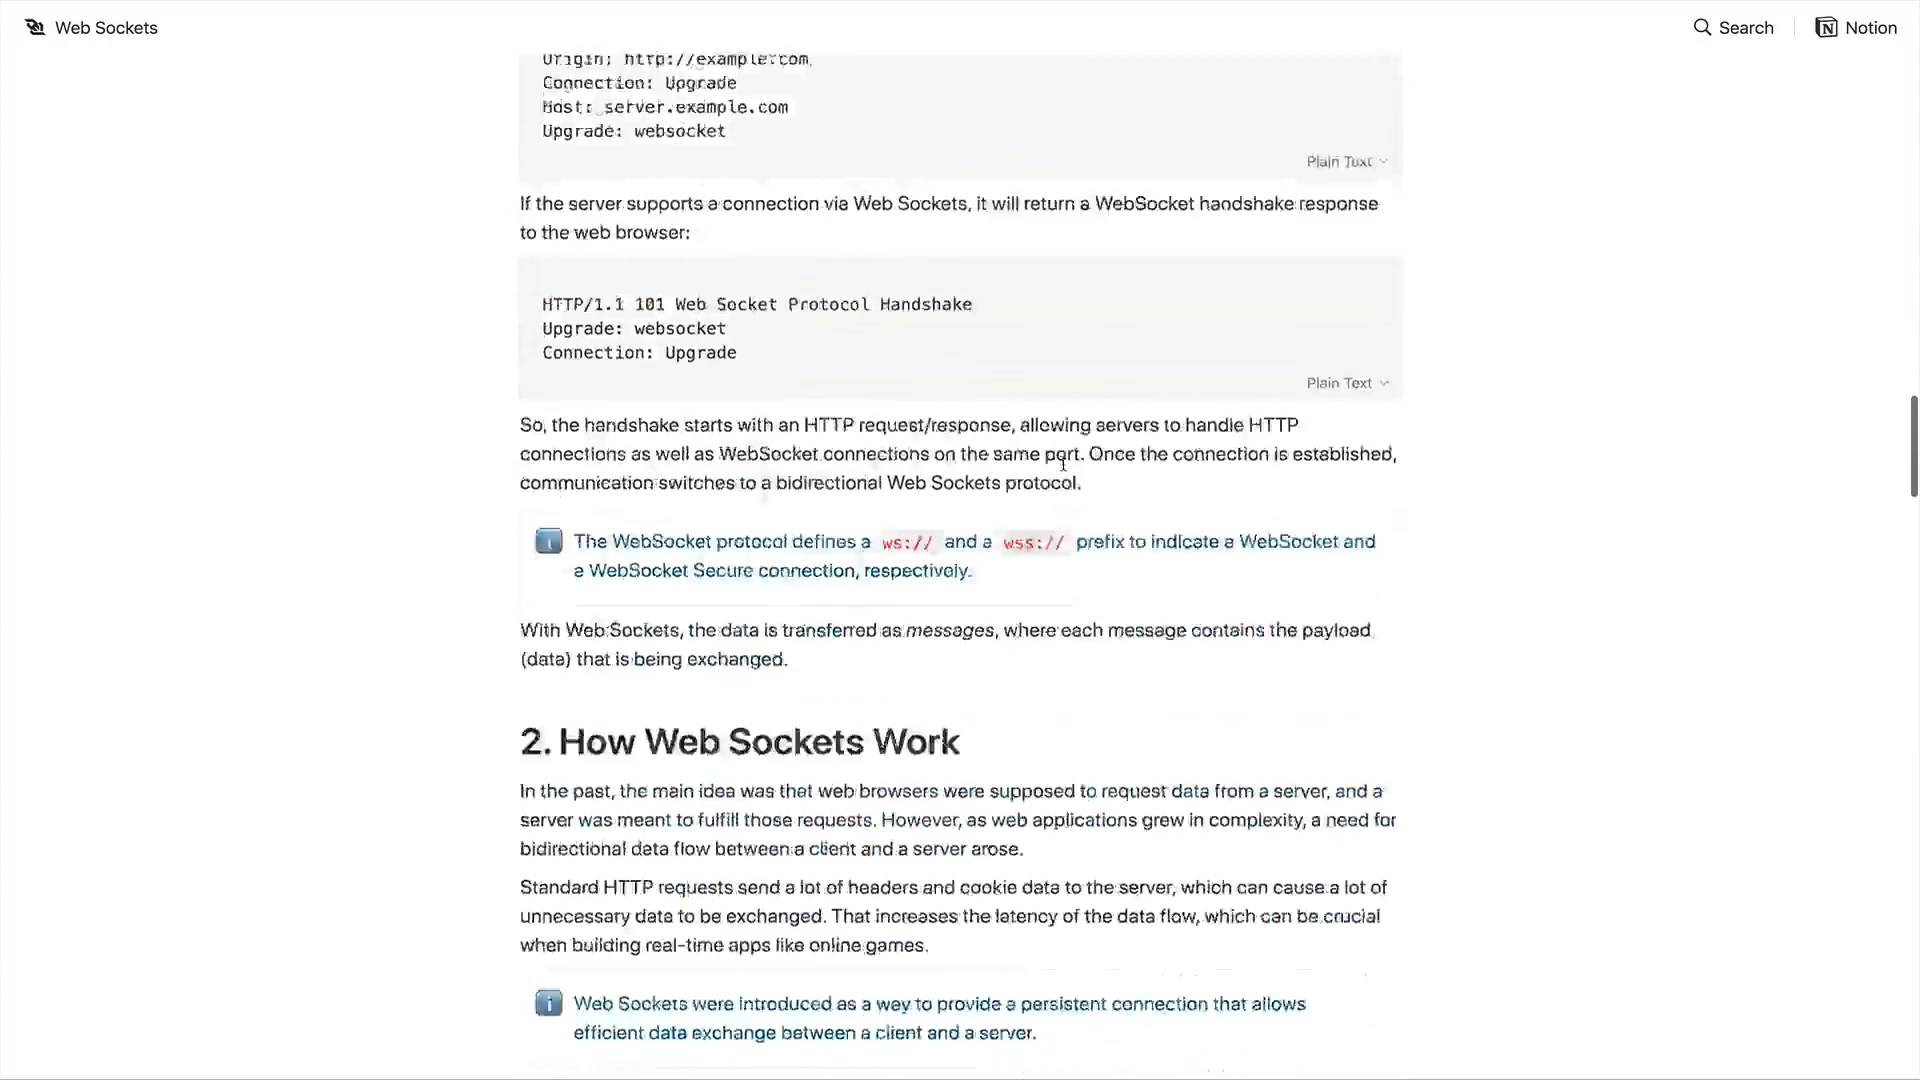 Web Sockets
Search
Notion
Origin: http://example.com
Connection: Upgrade
Host: server.example.com
Upgrade: websocket
Plain Text
If the server supports a connection via Web Sockets, it will return a WebSocket handshake response
to the web browser:
HTTP/1.1 101 Web Socket Protocol Handshake
Upgrade: websocket
Connection: Upgrade
Plain Text
So, the handshake starts with an HTTP request/response, allowing servers to handle HTTP
connections as well as WebSocket connections on the same port. Once the connection is established,
communication switches to a bidirectional Web Sockets protocol.
The WebSocket protocol defines a ws:// and a wss:// prefix to indicate a WebSocket and
a WebSocket Secure connection, respectively.
With Web Sockets, the data is transferred as messages, where each message contains the payload
(data) that is being exchanged.
2. How Web Sockets Work
In the past, the main idea was that web browsers were supposed to request data from a server, and a
server was meant to fulfill those requests. However, as web applications grew in complexity, a need for
bidirectional data flow between a client and a server arose.
Standard HTTP requests send a lot of headers and cookie data to the server, which can cause a lot of
unnecessary data to be exchanged. That increases the latency of the data flow, which can be crucial
when building real-time apps like online games.
Web Sockets were introduced as a way to provide a persistent connection that allows
efficient data exchange between a client and a server.